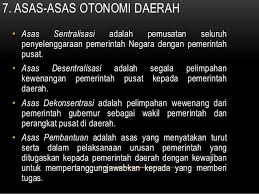 7. ASAS-ASAS OTONOMI DAERAH
• Asas Sentralisasi adalah pemusatan seluruh
penyelenggaraan pemerintah Negara dengan pemerintah
pusat.
• Asas Desentralisasi adalah segala pelimpahan
kewenangan pemerintah pusat kepada pemerintah
daerah.
• Asas Dekonsentrasi adalah pelimpahan wewenang dari
pemerintah gubernur sebagai wakil pemerintah dan
perangkat pusat di daerah.
• Asas Pembantuan adalah asas yang menyatakan turut
serta dalam pelaksanaan urusan pemerintah yang
ditugaskan kepada pemerintah daerah dengan kewajiban
untuk mempertanggungjawabkan kepada yang memberi
tugas.